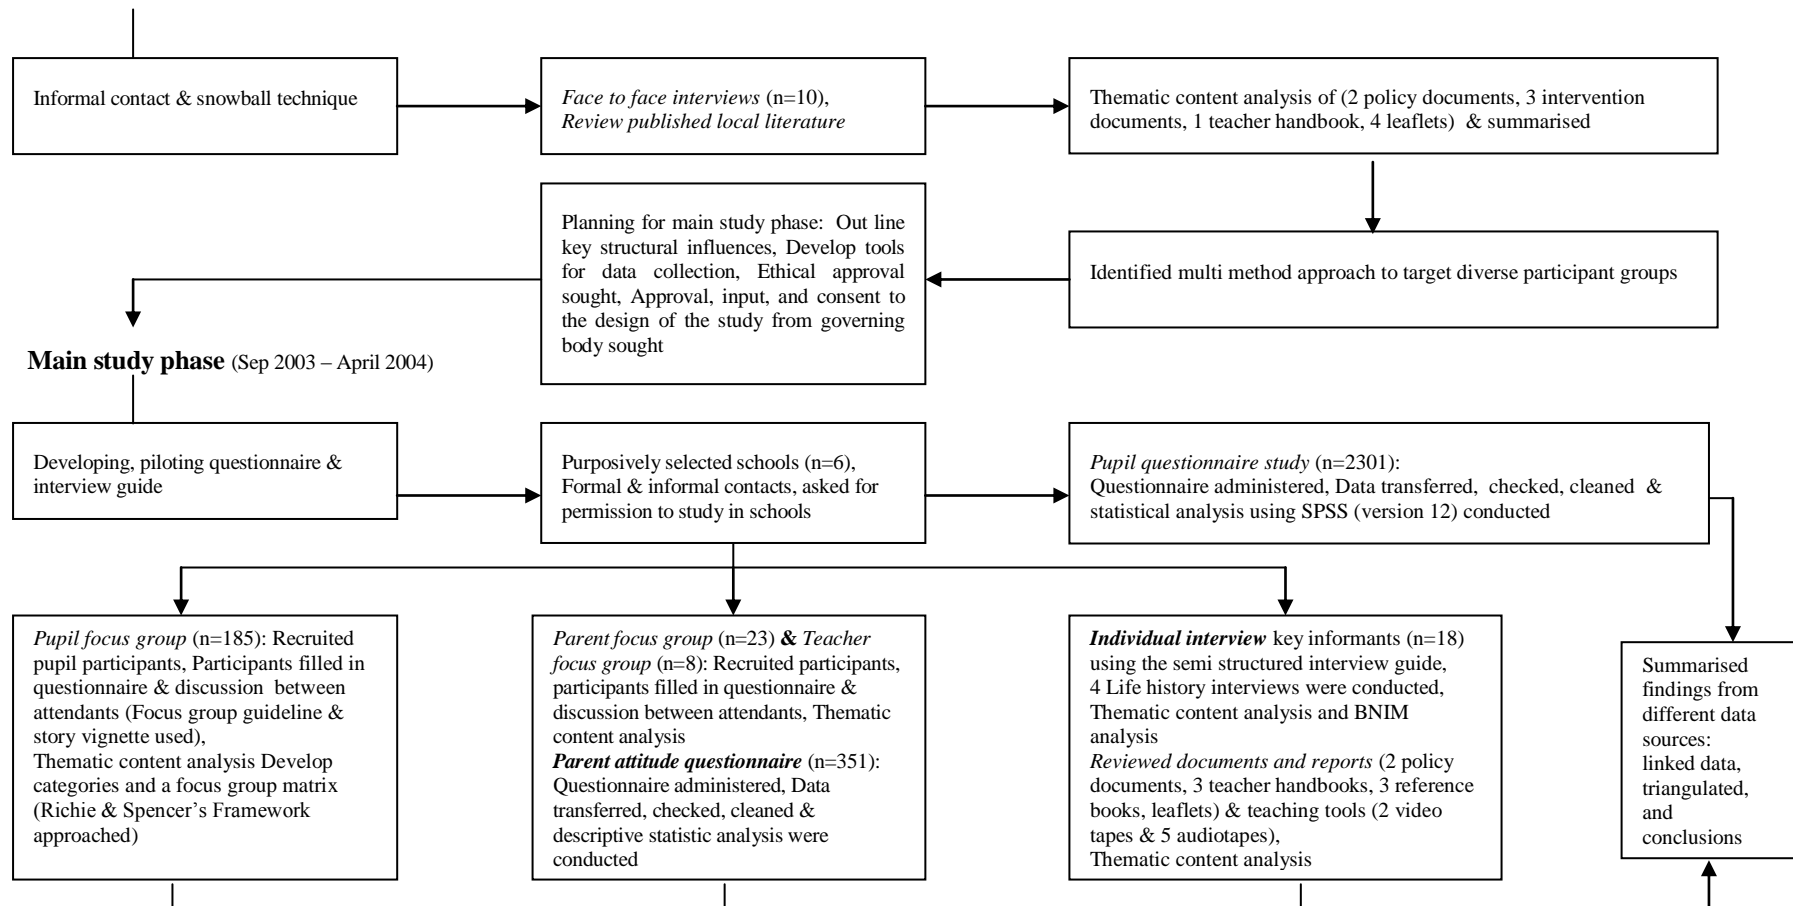 Informal contact & snowball technique
Face to face interviews (n=10),
Review published local literature
Thematic content analysis of (2 policy documents, 3 intervention
documents, 1 teacher handbook, 4 leaflets) & summarised
Identified multi method approach to target diverse participant groups
Planning for main study phase: Out line
key structural influences, Develop tools
for data collection, Ethical approval
sought, Approval, input, and consent to
the design of the study from governing
body sought
Main study phase (Sep 2003 – April 2004)
Developing, piloting questionnaire &
interview guide
Purposively selected schools (n=6),
Formal & informal contacts, asked for
permission to study in schools
Pupil questionnaire study (n=2301):
Questionnaire administered, Data transferred, checked, cleaned &
statistical analysis using SPSS (version 12) conducted
Pupil focus group (n=185): Recruited
pupil participants, Participants filled in
questionnaire & discussion between
attendants (Focus group guideline &
story vignette used),
Thematic content analysis Develop
categories and a focus group matrix
(Richie & Spencer's Framework
approached)
Parent focus group (n=23) & Teacher
focus group (n=8): Recruited participants,
participants filled in questionnaire &
discussion between attendants, Thematic
content analysis
Parent attitude questionnaire (n=351):
Questionnaire administered, Data
transferred, checked, cleaned &
descriptive statistic analysis were
conducted
Individual interview key informants (n=18)
using the semi structured interview guide,
4 Life history interviews were conducted,
Thematic content analysis and BNIM
analysis
Reviewed documents and reports (2 policy
documents, 3 teacher handbooks, 3 reference
books, leaflets) & teaching tools (2 video
tapes & 5 audiotapes),
Thematic content analysis
Summarised
findings from
different data
sources:
linked data,
triangulated,
and
conclusions